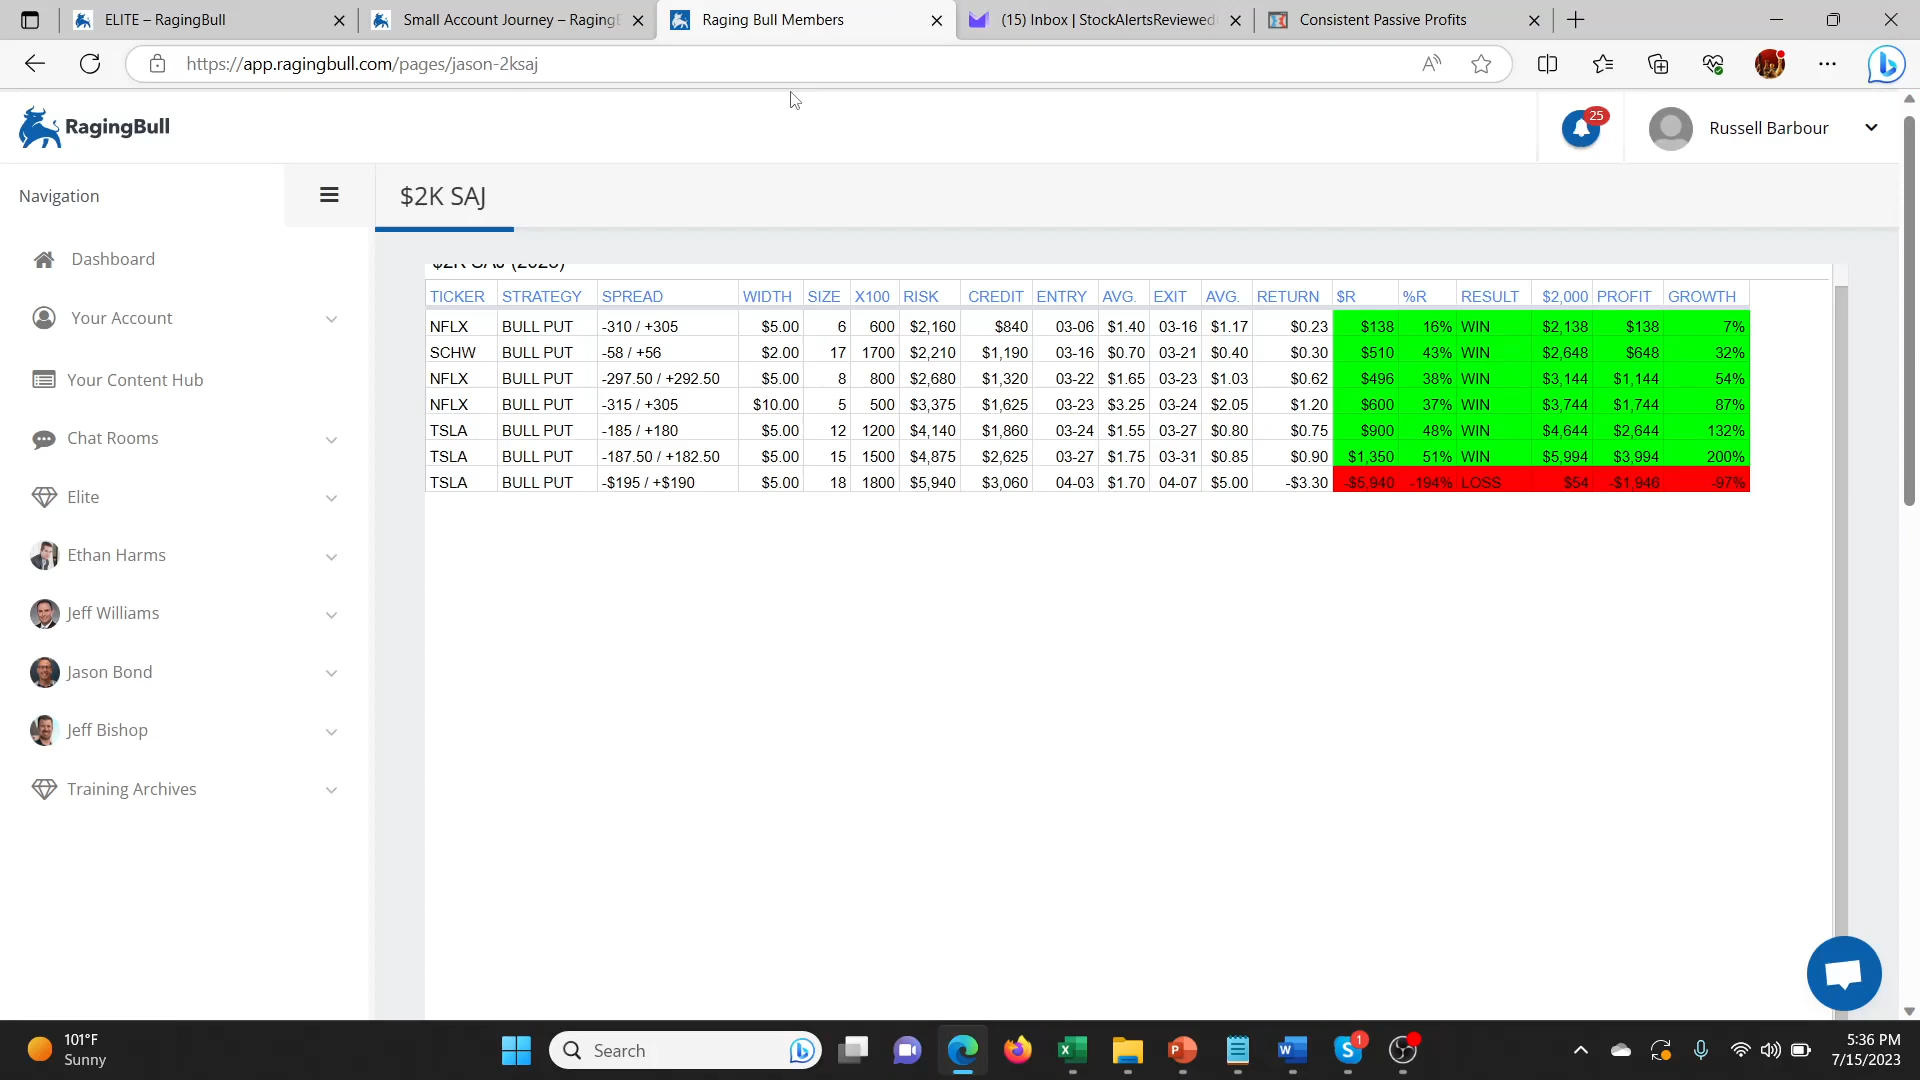 ELITE – RagingBull
Small Account Journey – RagingB
Raging Bull Members
(15) Inbox | StockAlertsReviewed
Consistent Passive Profits
https://app.ragingbull.com/pages/jason-2ksaj
RagingBull
25
Russell Barbour
Navigation
$2K SAJ
Dashboard
Your Account
Your Content Hub
Chat Rooms
Elite
Ethan Harms
Jeff Williams
Jason Bond
Jeff Bishop
Training Archives
$2K SAJ (2023)
TICKER STRATEGY SPREAD WIDTH SIZE X100 RISK CREDIT ENTRY AVG. EXIT AVG. RETURN $R %R RESULT $2,000 PROFIT GROWTH
NFLX BULL PUT -310 / +305 $5.00 6 600 $2,160 $840 03-06 $1.40 03-16 $1.17 $0.23 $138 16% WIN $2,138 $138 7%
SCHW BULL PUT -58 / +56 $2.00 17 1700 $2,210 $1,190 03-16 $0.70 03-21 $0.40 $0.30 $510 43% WIN $2,648 $648 32%
NFLX BULL PUT -297.50 / +292.50 $5.00 8 800 $2,680 $1,320 03-22 $1.65 03-23 $1.03 $0.62 $496 38% WIN $3,144 $1,144 54%
NFLX BULL PUT -315 / +305 $10.00 5 500 $3,375 $1,625 03-23 $3.25 03-24 $2.05 $1.20 $600 37% WIN $3,744 $1,744 87%
TSLA BULL PUT -185 / +180 $5.00 12 1200 $4,140 $1,860 03-24 $1.55 03-27 $0.80 $0.75 $900 48% WIN $4,644 $2,644 132%
TSLA BULL PUT -187.50 / +182.50 $5.00 15 1500 $4,875 $2,625 03-27 $1.75 03-31 $0.85 $0.90 $1,350 51% WIN $5,994 $3,994 200%
TSLA BULL PUT -$195 / +$190 $5.00 18 1800 $5,940 $3,060 04-03 $1.70 04-07 $5.00 -$3.30 -$5,940 -194% LOSS $54 -$1,946 -97%
101°F
Sunny
Search
1
5:36 PM
7/15/2023